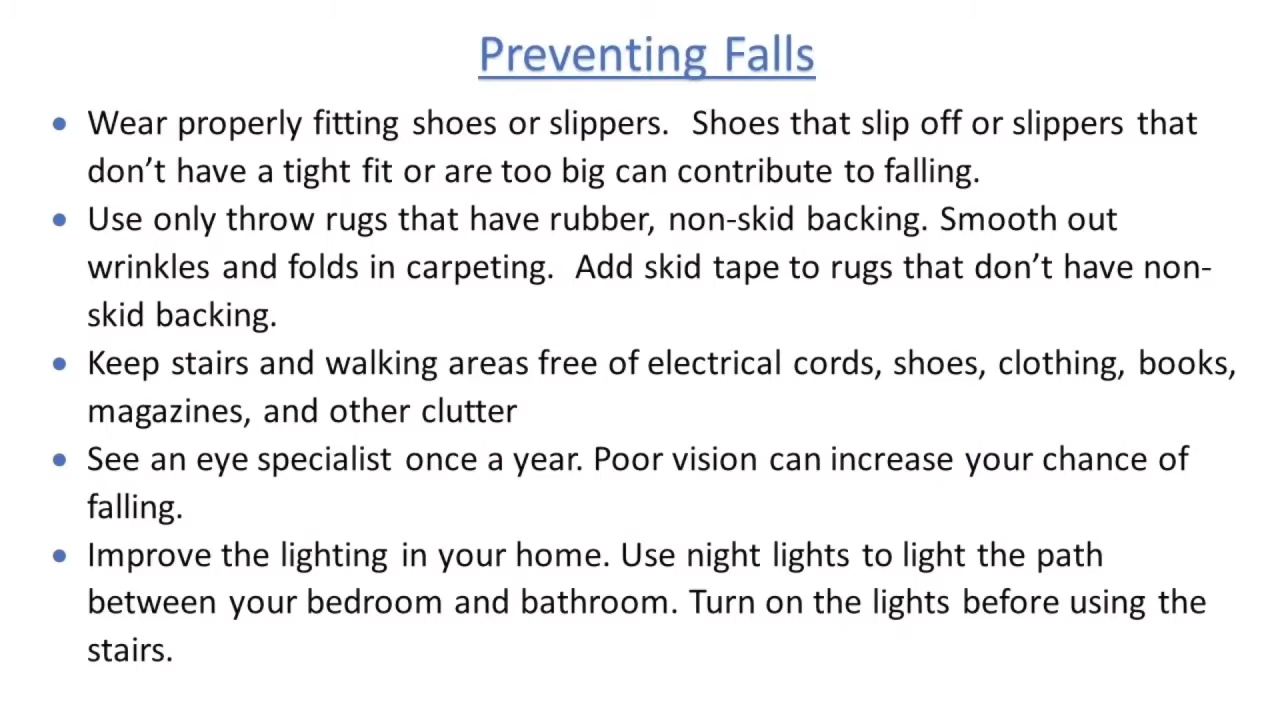 Preventing Falls
• Wear properly fitting shoes or slippers.  Shoes that slip off or slippers that
don't have a tight fit or are too big can contribute to falling.
• Use only throw rugs that have rubber, non-skid backing. Smooth out
wrinkles and folds in carpeting.  Add skid tape to rugs that don't have non-
skid backing.
• Keep stairs and walking areas free of electrical cords, shoes, clothing, books,
magazines, and other clutter
• See an eye specialist once a year. Poor vision can increase your chance of
falling.
• Improve the lighting in your home. Use night lights to light the path
between your bedroom and bathroom. Turn on the lights before using the
stairs.